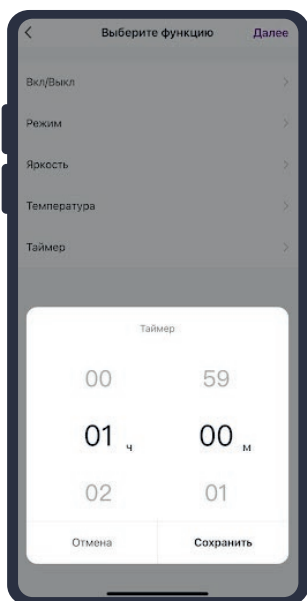 Выберите функцию Далее
Вкл/Выкл
Режим
Яркость
Температура
Таймер
Таймер
00 59
01 ч 00 м
02 01
Отмена Сохранить